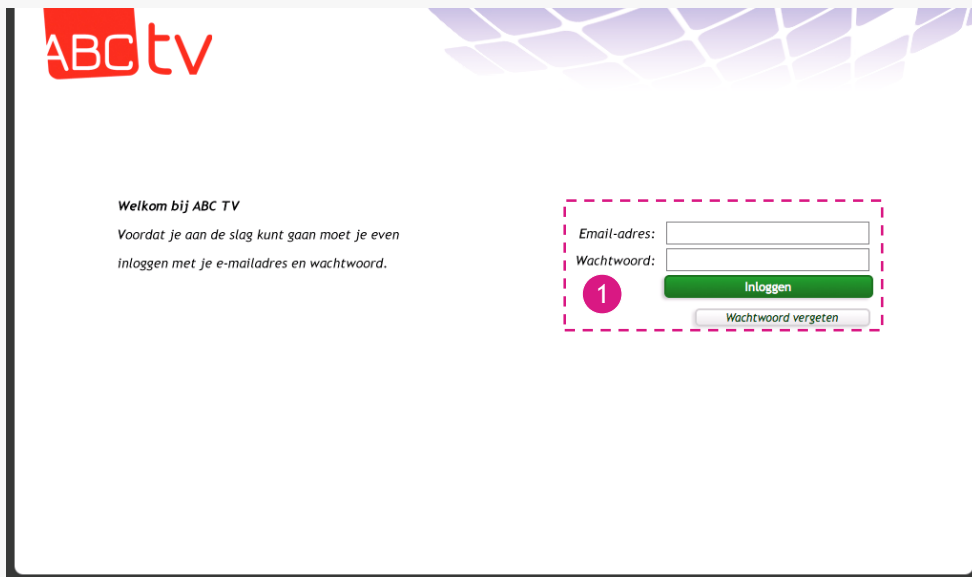 ABC tv
Welkom bij ABC TV
Voordat je aan de slag kunt gaan moet je even
inloggen met je e-mailadres en wachtwoord.
Email-adres:
Wachtwoord:
1
Inloggen
Wachtwoord vergeten